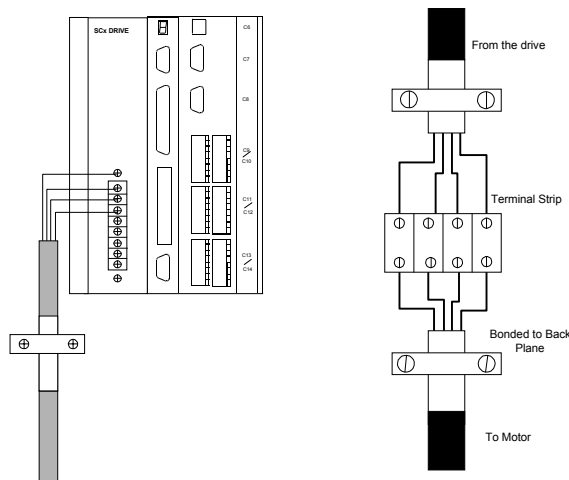 SCx DRIVE
C6
C7
C8
C9
C10
C11
C12
C13
C14
From the drive
Terminal Strip
Bonded to Back
Plane
To Motor